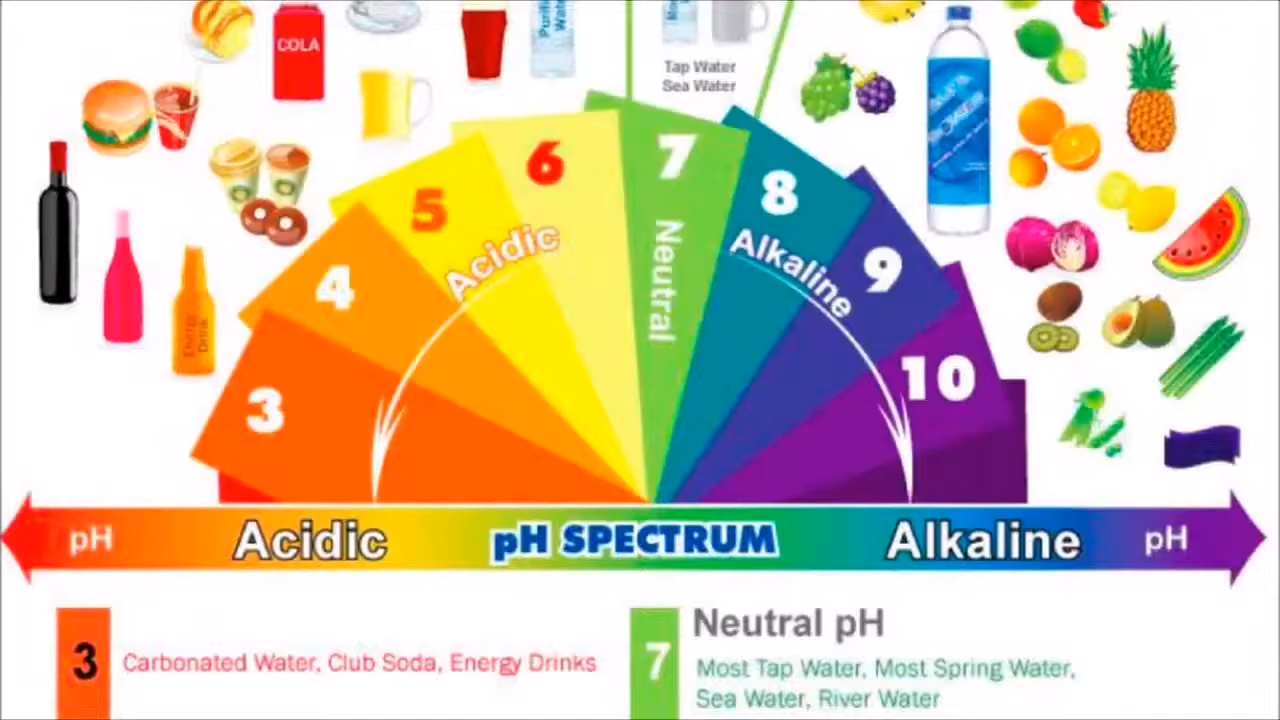 COLA
Tap Water
Sea Water
Energy
Drink
3
4
5
6
7
8
9
10
Acidic
Neutral
Alkaline
pH
Acidic
pH SPECTRUM
Alkaline
pH
3
Carbonated Water, Club Soda, Energy Drinks
7
Neutral pH
Most Tap Water, Most Spring Water,
Sea Water, River Water